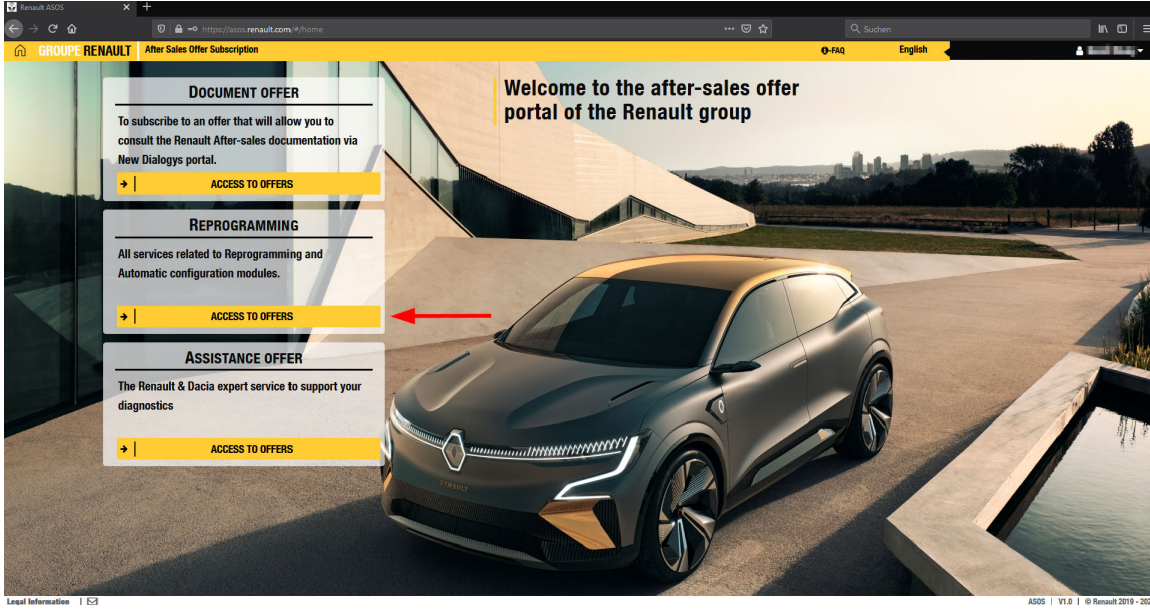 Renault ASOS
https://asos.renault.com/#/home
Suchen
GROUPE RENAULT
After Sales Offer Subscription
-FAQ
English
Welcome to the after-sales offer
portal of the Renault group
DOCUMENT OFFER
To subscribe to an offer that will allow you to
consult the Renault After-sales documentation via
New Dialogys portal.
ACCESS TO OFFERS
REPROGRAMMING
All services related to Reprogramming and
Automatic configuration modules.
ACCESS TO OFFERS
ASSISTANCE OFFER
The Renault & Dacia expert service to support your
diagnostics
ACCESS TO OFFERS
RENAULT
Legal Information
ASOS | V1.0 | © Renault 2019 - 202